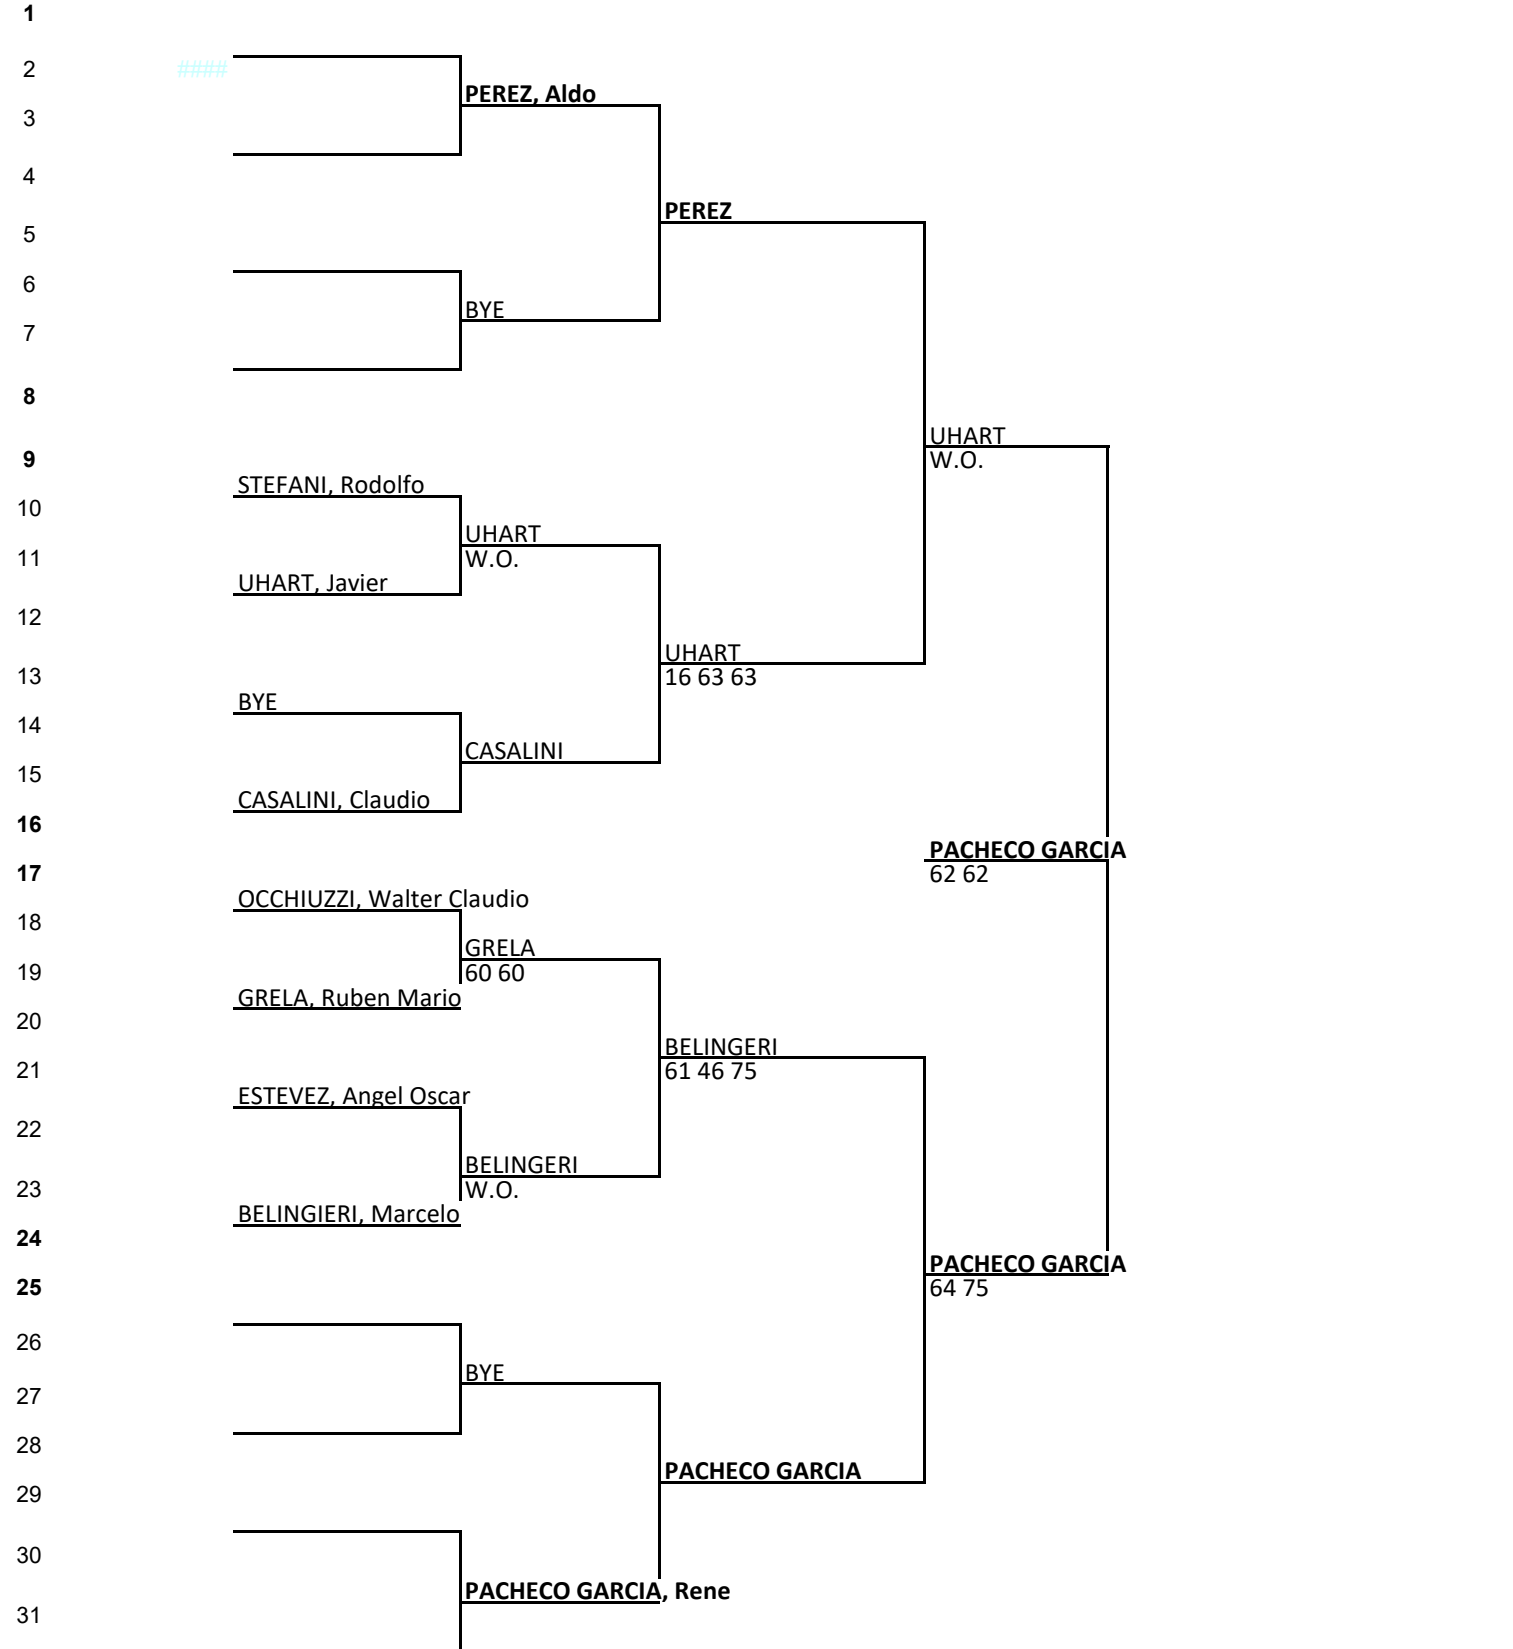 1
2 ####
PEREZ, Aldo
3
4
PEREZ
5
6
BYE
7
8
UHART
9 W.O.
STEFANI, Rodolfo
10
UHART
11 W.O.
UHART, Javier
12
UHART
13 16 63 63
BYE
14
CASALINI
15
CASALINI, Claudio
16
PACHECO GARCIA
17 62 62
OCCHIUZZI, Walter Claudio
18
GRELA
19 60 60
GRELA, Ruben Mario
20
BELINGERI
21 61 46 75
ESTEVEZ, Angel Oscar
22
BELINGERI
23 W.O.
BELINGIERI, Marcelo
24
PACHECO GARCIA
25 64 75
26
BYE
27
28
PACHECO GARCIA
29
30
PACHECO GARCIA, Rene
31